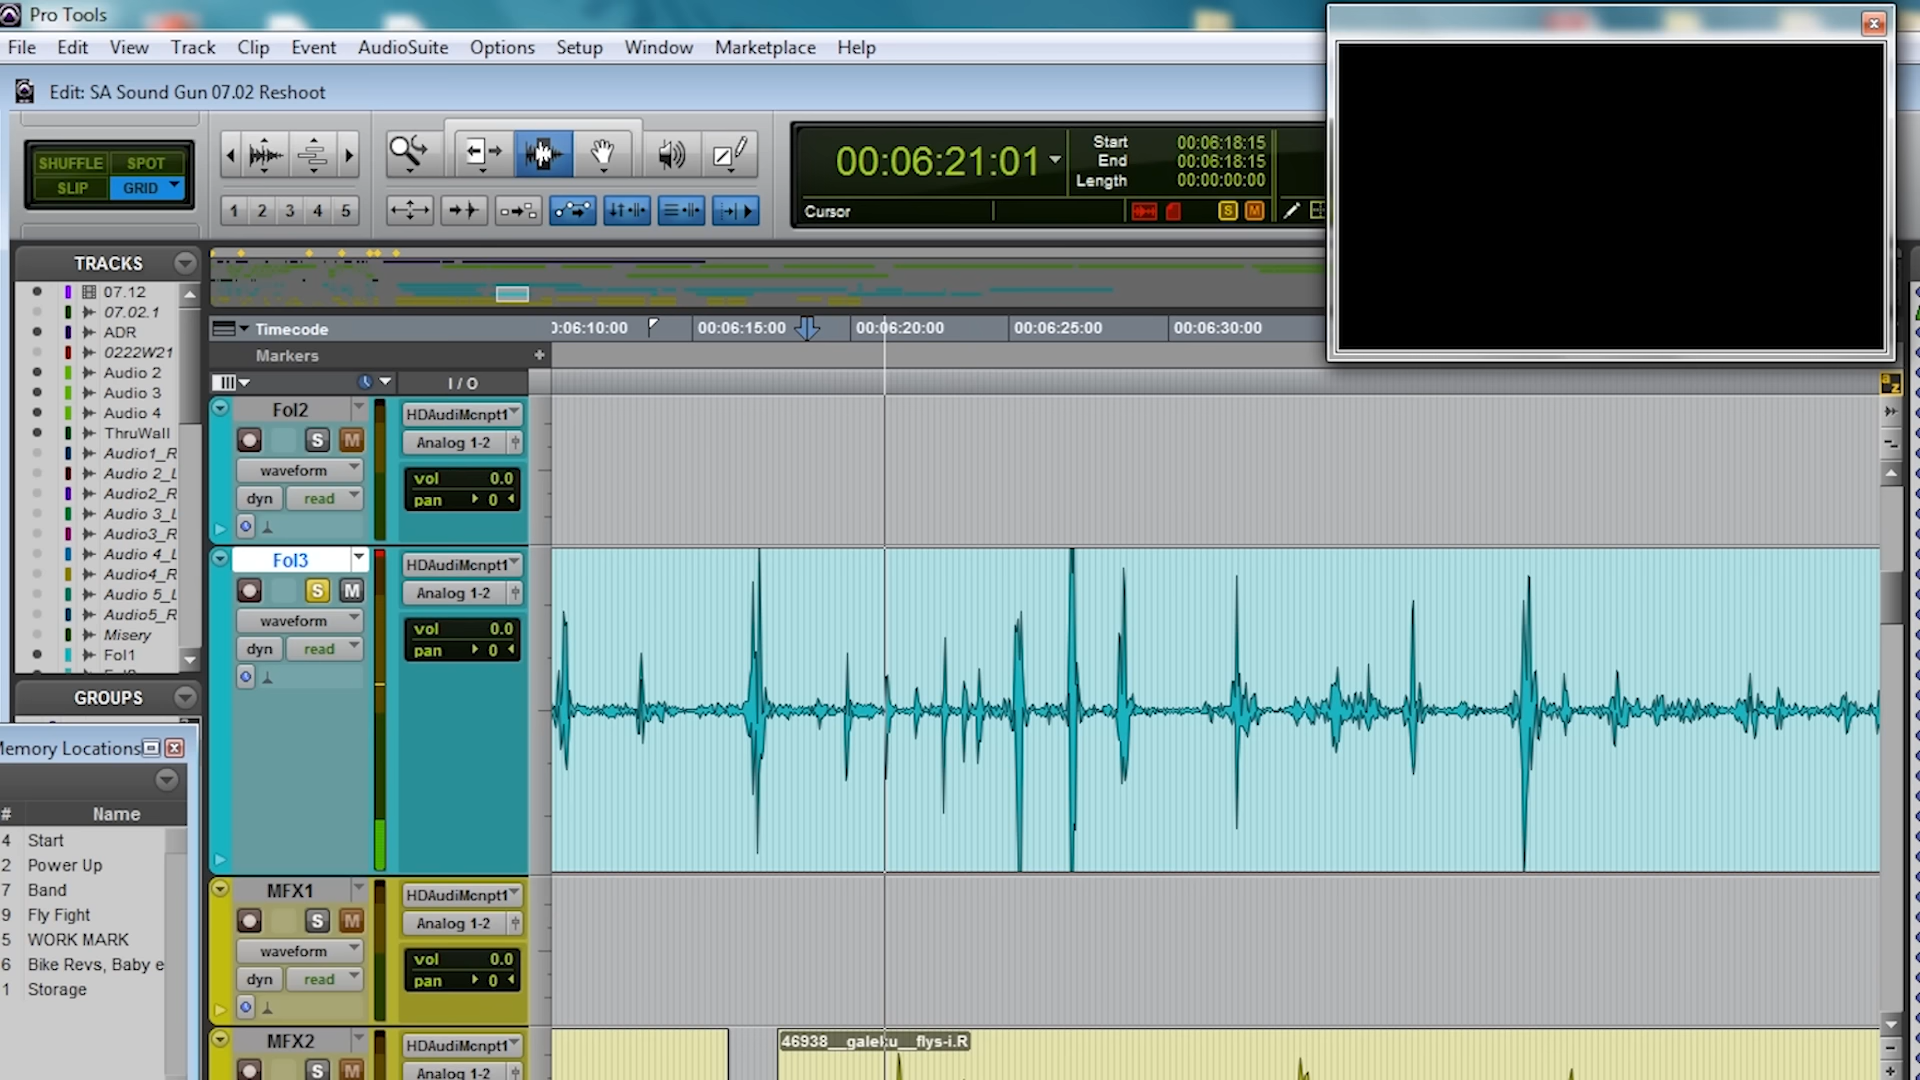 Pro Tools
File Edit View Track Clip Event AudioSuite Options Setup Window Marketplace Help
Edit: SA Sound Gun 07.02 Reshoot
SHUFFLE SPOT
SLIP GRID
1 2 3 4 5
00:06:21:01
Start 00:06:18:15
End 00:06:18:15
Length 00:00:00:00
Cursor
S M
TRACKS
07.12
07.02.1
ADR
0222W21
Audio 2
Audio 3
Audio 4
ThruWall
Audio1_R
Audio 2_L
Audio2_R
Audio 3_L
Audio3_R
Audio 4_L
Audio4_R
Audio 5_L
Audio5_R
Misery
Fol1
GROUPS
Memory Locations
# Name
4 Start
2 Power Up
7 Band
9 Fly Fight
5 WORK MARK
6 Bike Revs, Baby e
1 Storage
Timecode
0:06:10:00 00:06:15:00 00:06:20:00 00:06:25:00 00:06:30:00
Markers +
I / O
a z
Fol2
S M
waveform
dyn read
HDAudiMcnpt1
Analog 1-2
vol 0.0
pan 0
Fol3
S M
waveform
dyn read
HDAudiMcnpt1
Analog 1-2
vol 0.0
pan 0
MFX1
S M
waveform
dyn read
HDAudiMcnpt1
Analog 1-2
vol 0.0
pan 0
MFX2
S M
HDAudiMcnpt1
Analog 1-2
46938__galeku__flys-i.R